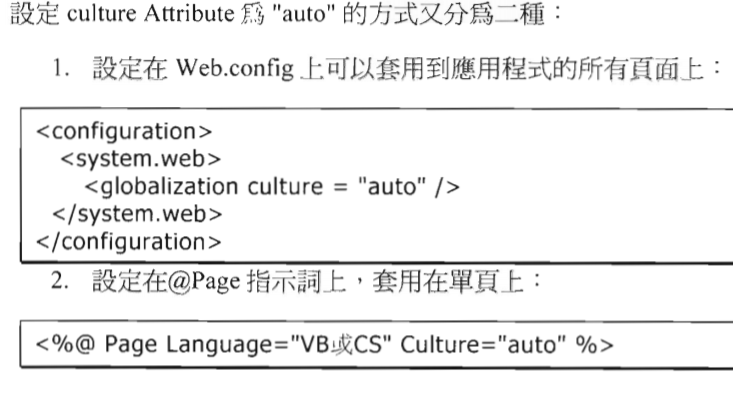 設定 culture Attribute 爲 "auto" 的方式又分爲二種：
1. 設定在 Web.config 上可以套用到應用程式的所有頁面上：
<configuration>
<system.web>
<globalization culture = "auto" />
</system.web>
</configuration>
2. 設定在@Page 指示詞上，套用在單頁上：
<%@ Page Language="VB或CS" Culture="auto" %>